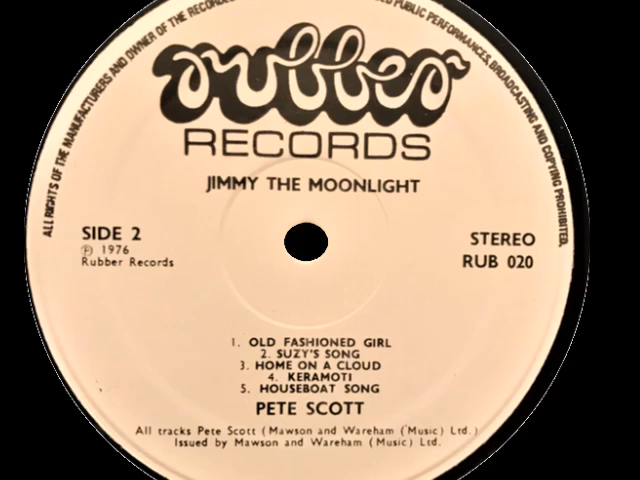 ALL RIGHTS OF THE MANUFACTURERS AND OWNER OF THE RECORDED
PUBLIC PERFORMANCES, BROADCASTING AND COPYING PROHIBITED.
rubber
RECORDS
JIMMY THE MOONLIGHT
SIDE 2
STEREO
℗ 1976
Rubber Records
RUB 020
1. OLD FASHIONED GIRL
2. SUZY'S SONG
3. HOME ON A CLOUD
4. KERAMOTI
5. HOUSEBOAT SONG
PETE SCOTT
All tracks Pete Scott (Mawson and Wareham (Music) Ltd.)
Issued by Mawson and Wareham (Music) Ltd.